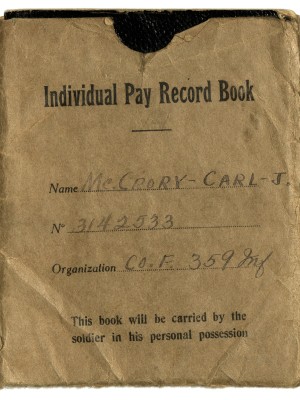 Individual Pay Record Book
Name McCrory-Carl-J.
No 3142533
Organization Co. F. 359 Inf
This book will be carried by the
soldier in his personal possession